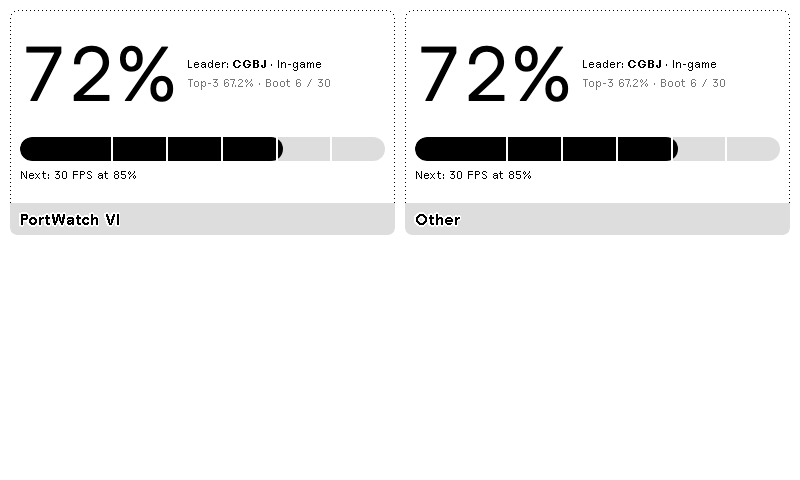 72%
Leader: CGBJ · In-game
Top-3 67.2% · Boot 6 / 30
Next: 30 FPS at 85%
PortWatch VI
72%
Leader: CGBJ · In-game
Top-3 67.2% · Boot 6 / 30
Next: 30 FPS at 85%
Other